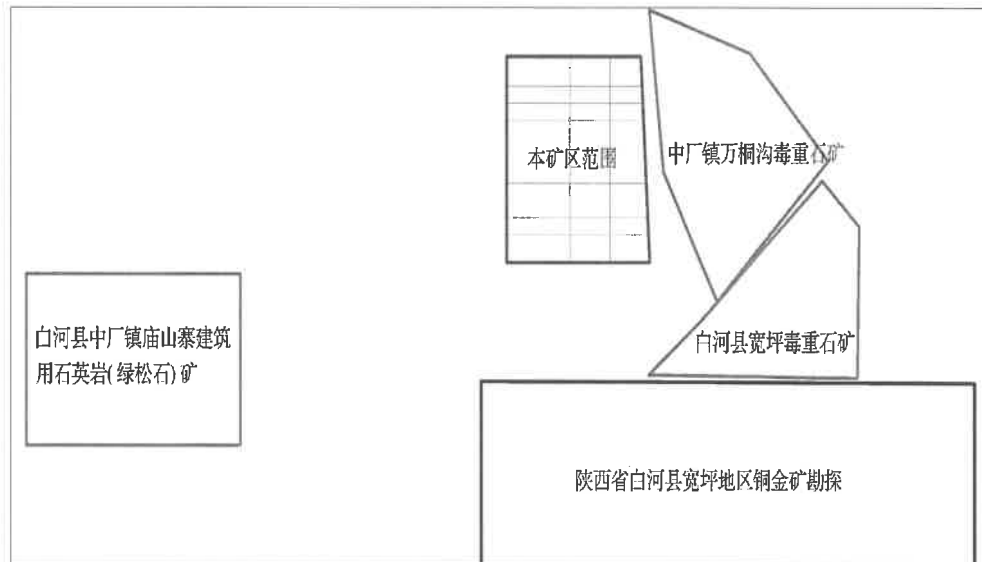 本矿区范围
中厂镇万桐沟毒重石矿
白河县中厂镇庙山寨建筑
用石英岩(绿松石)矿
白河县宽坪毒重石矿
陕西省白河县宽坪地区铜金矿勘探